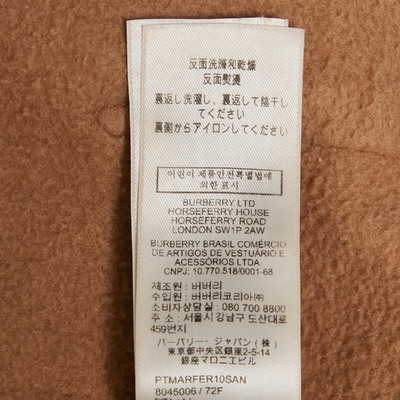 反面洗滌和乾燥
反面熨燙
裏返し洗濯し、裏返して陰干し
てください
裏側からアイロンしてください
어린이 제품안전특별법에
의한 표시
BURBERRY LTD
HORSEFERRY HOUSE
HORSEFERRY ROAD
LONDON SW1P 2AW
BURBERRY BRASIL COMÉRCIO
DE ARTIGOS DE VESTUÁRIO E
ACESSÓRIOS LTDA.
CNPJ: 10.770.518/0001-68
제조원 : 버버리
수입원 : 버버리코리아㈜
소비자상담실 : 080 700 8800
주소 : 서울시 강남구 도산대로
459번지
バーバリー・ジャパン(株)
東京都中央区銀座2-5-14
銀座マロニエビル
PTMARFER10SAN
8045006 / 72F